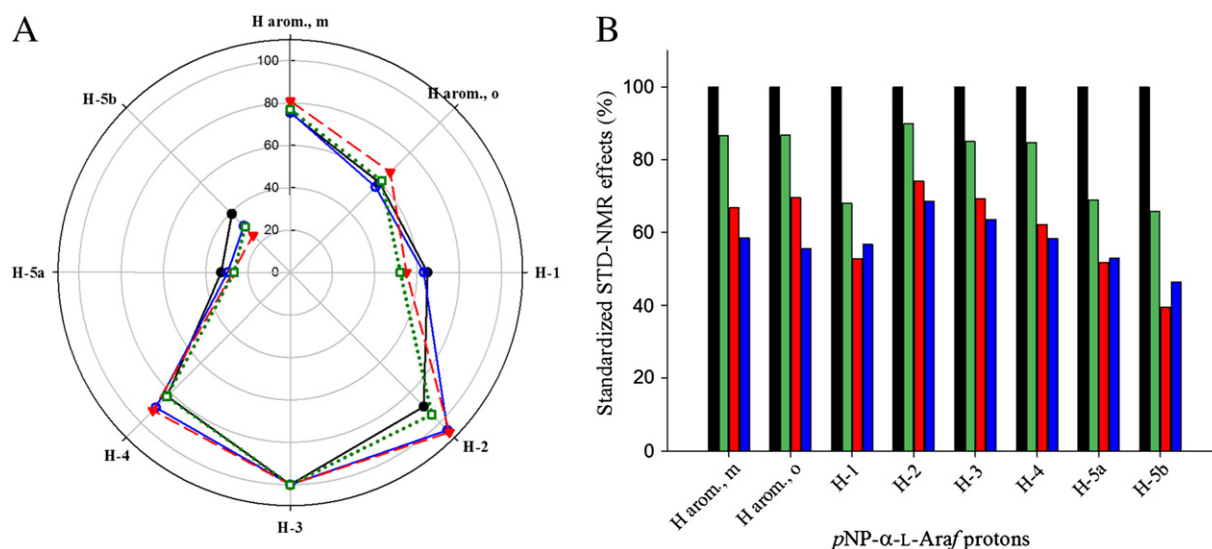 A
H arom., m
H-5b
100
80
H arom., o
60
40
20
H-5a
0
H-1
H-4
H-2
H-3
B
Standardized STD-NMR effects (%)
100
80
60
40
20
0
H arom., m
H arom., o
H-1
H-2
H-3
H-4
H-5a
H-5b
pNP-α-L-Araf protons